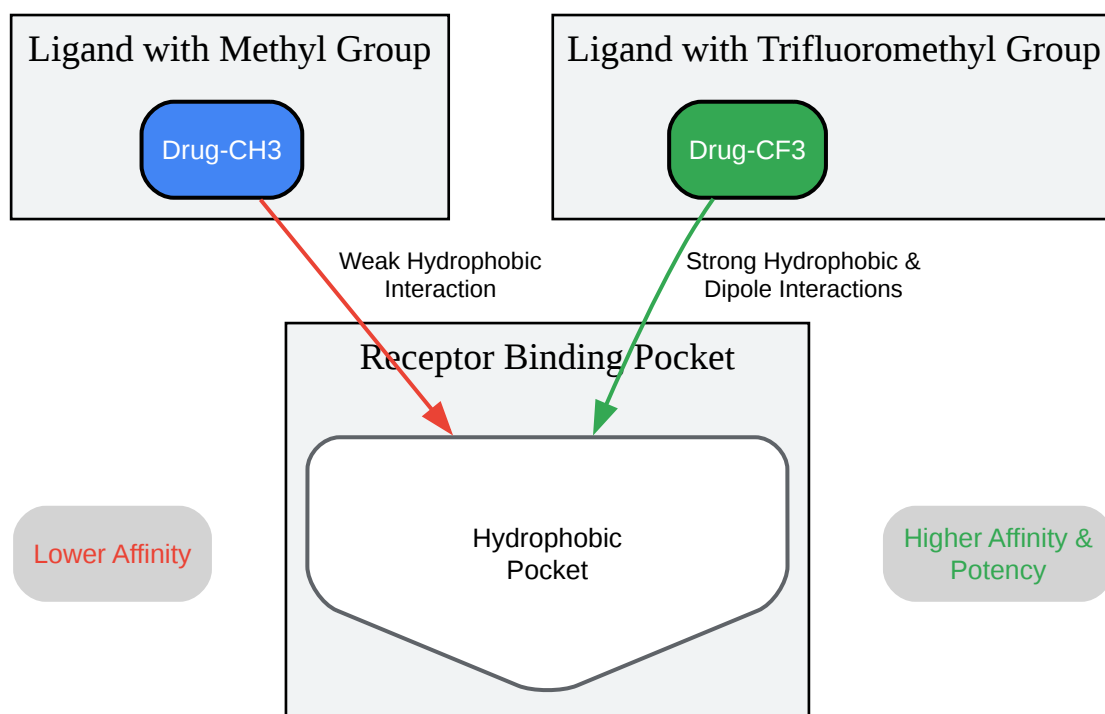 Ligand with Methyl Group
Drug-CH3
Ligand with Trifluoromethyl Group
Drug-CF3
Weak Hydrophobic
Interaction
Strong Hydrophobic &
Dipole Interactions
Receptor Binding Pocket
Hydrophobic
Pocket
Lower Affinity
Higher Affinity &
Potency